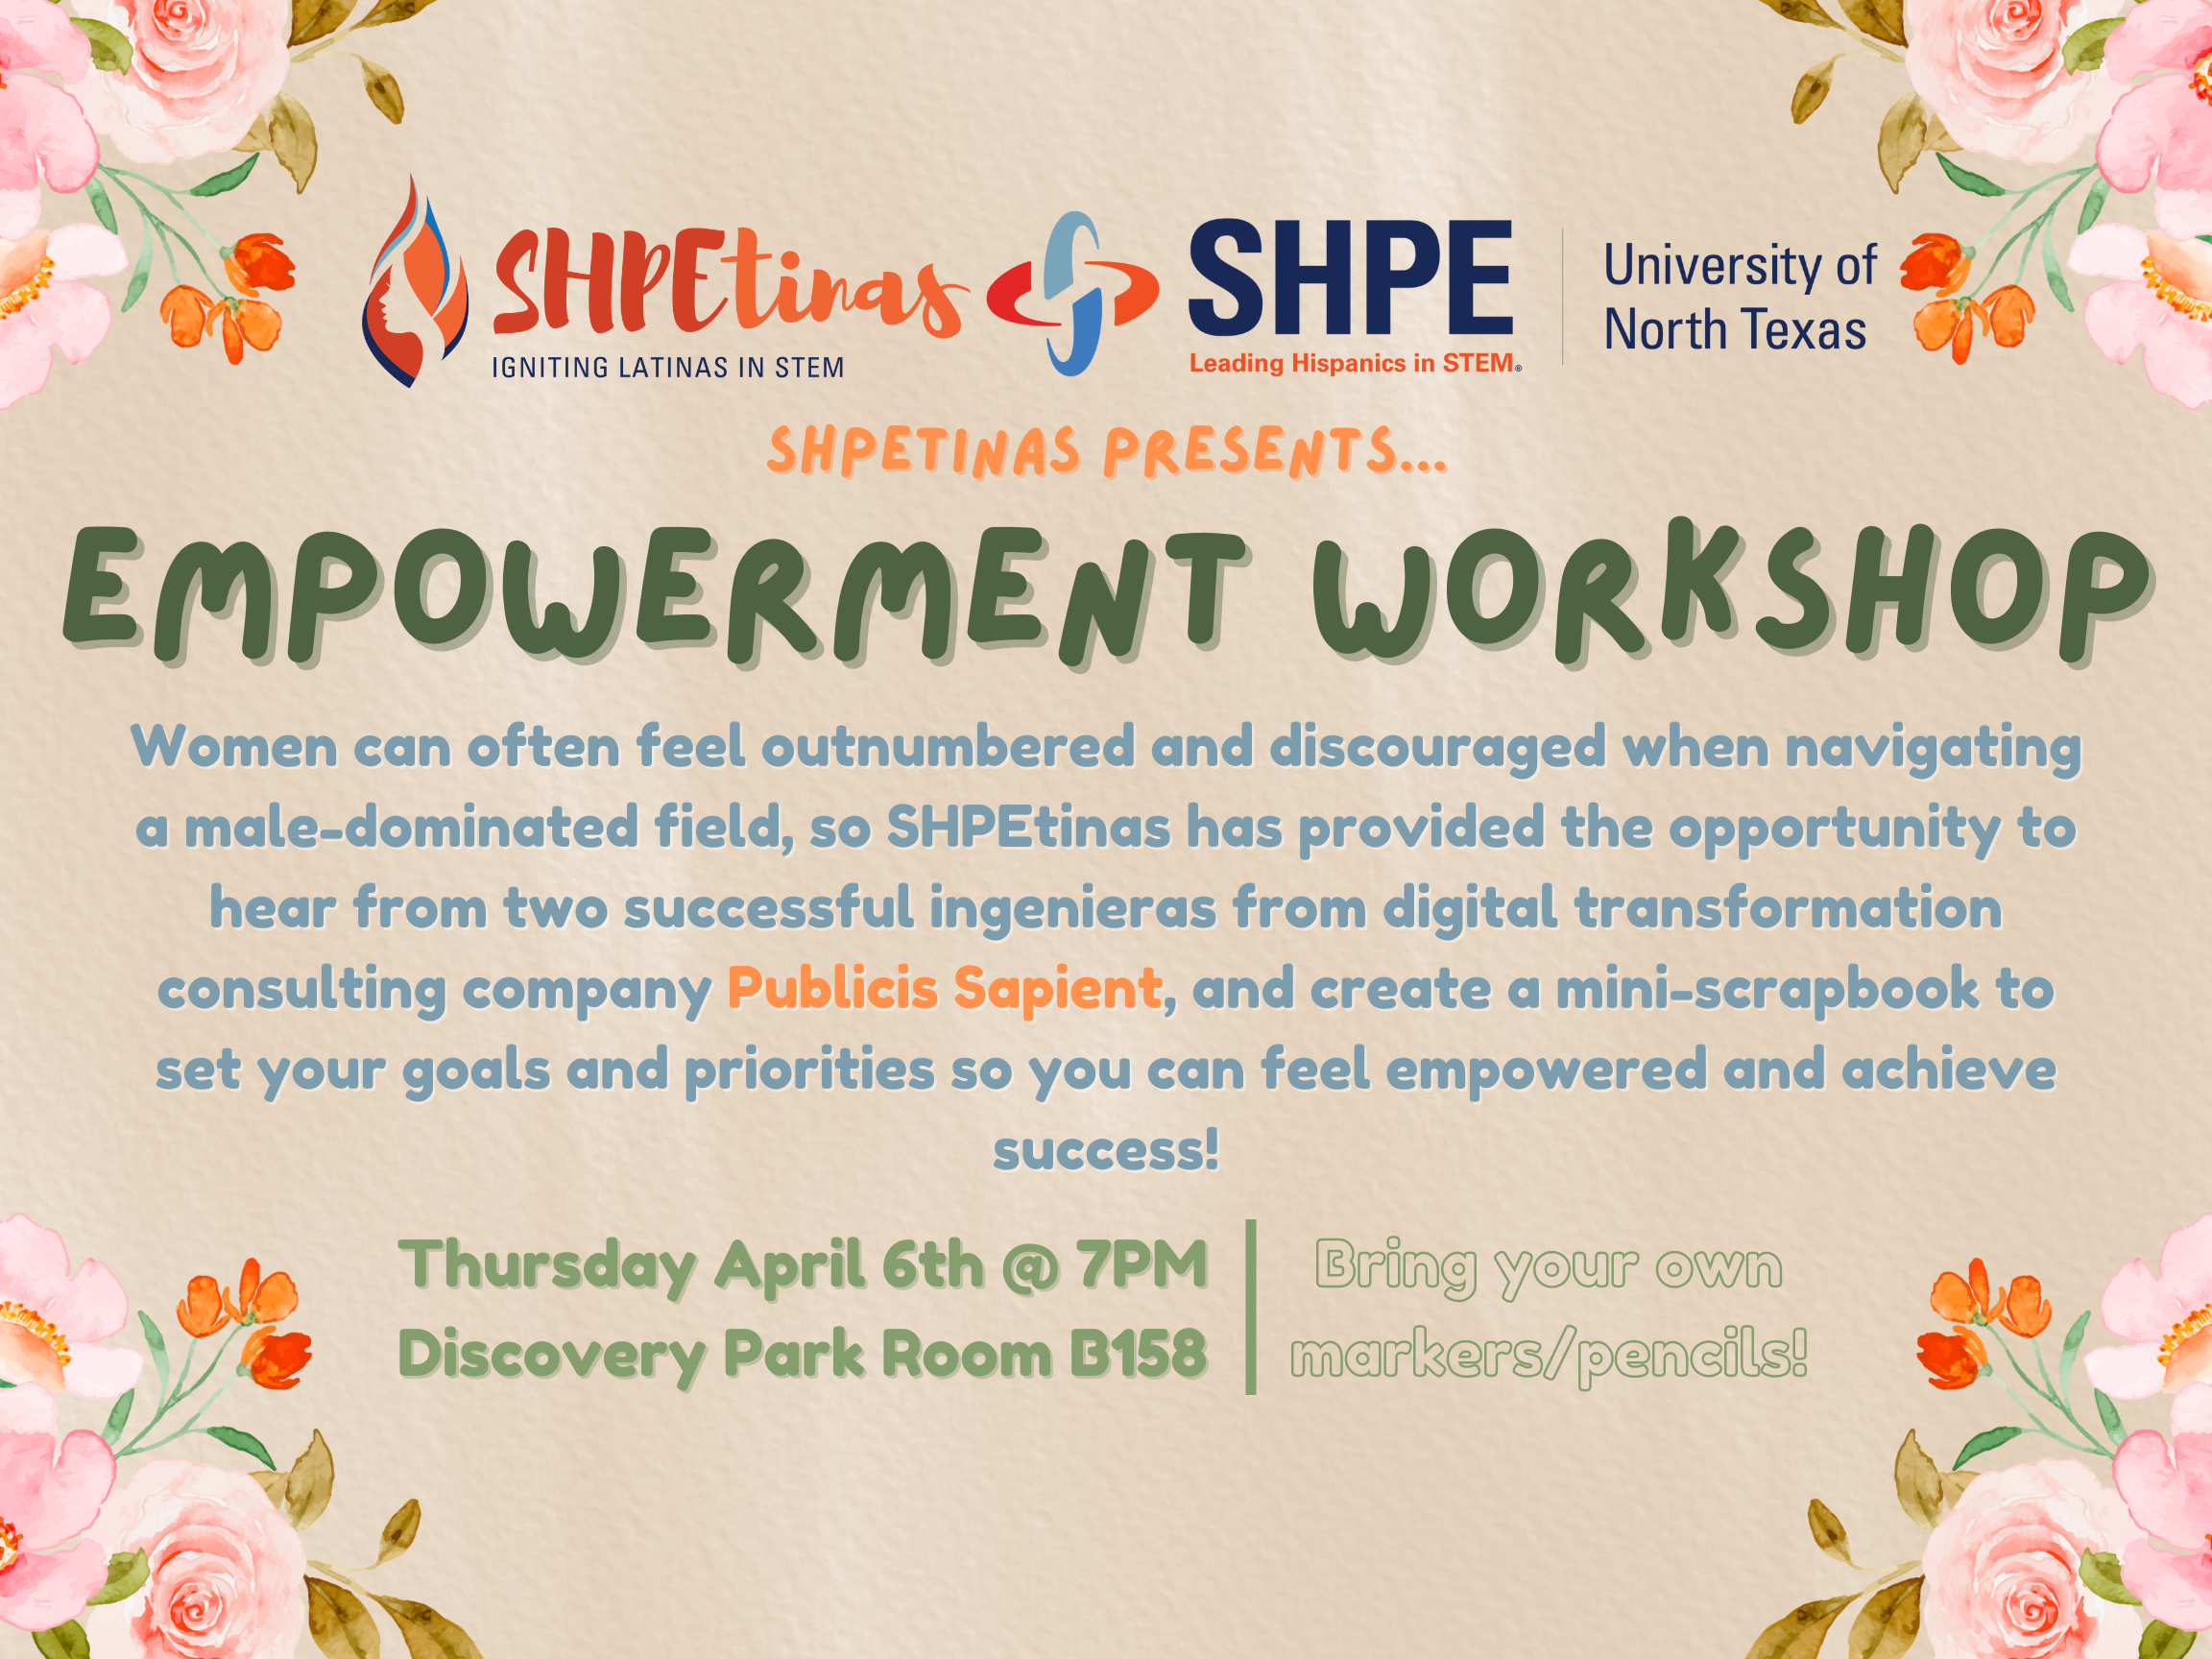 SHPEtinas
IGNITING LATINAS IN STEM
SHPE
Leading Hispanics in STEM®
University of
North Texas
SHPETINAS PRESENTS...
EMPOWERMENT WORKSHOP
Women can often feel outnumbered and discouraged when navigating
a male-dominated field, so SHPEtinas has provided the opportunity to
hear from two successful ingenieras from digital transformation
consulting company Publicis Sapient, and create a mini-scrapbook to
set your goals and priorities so you can feel empowered and achieve
success!
Thursday April 6th @ 7PM
Discovery Park Room B158
Bring your own
markers/pencils!